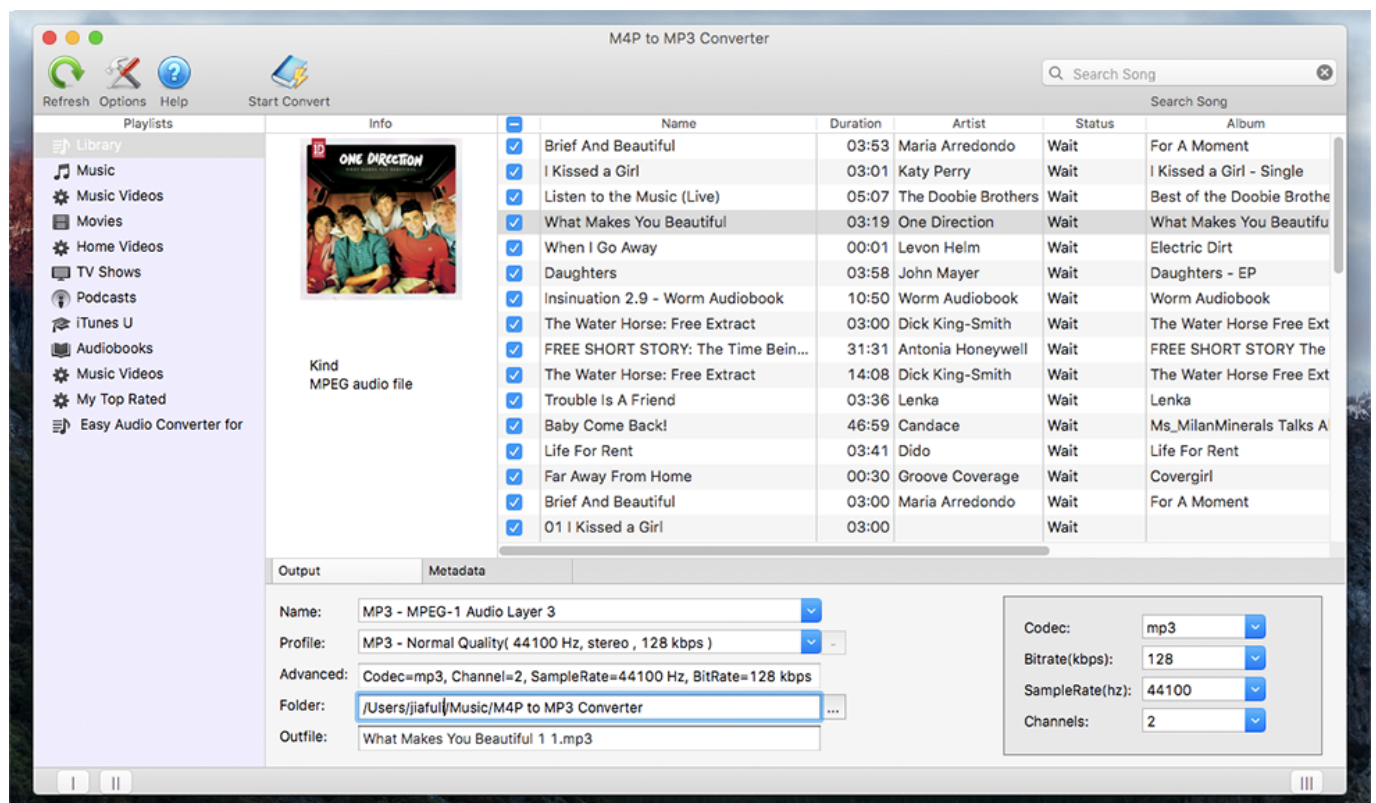 M4P to MP3 Converter
Refresh Options Help Start Convert
Search Song
Search Song
Playlists Info Name Duration Artist Status Album
Library
Music
Music Videos
Movies
Home Videos
TV Shows
Podcasts
iTunes U
Audiobooks
Music Videos
My Top Rated
Easy Audio Converter for
1D
ONE DIRECTION
WHAT MAKES YOU BEAUTIFUL
Kind
MPEG audio file
Brief And Beautiful 03:53 Maria Arredondo Wait For A Moment
I Kissed a Girl 03:01 Katy Perry Wait I Kissed a Girl - Single
Listen to the Music (Live) 05:07 The Doobie Brothers Wait Best of the Doobie Brothe
What Makes You Beautiful 03:19 One Direction Wait What Makes You Beautifu
When I Go Away 00:01 Levon Helm Wait Electric Dirt
Daughters 03:58 John Mayer Wait Daughters - EP
Insinuation 2.9 - Worm Audiobook 10:50 Worm Audiobook Wait Worm Audiobook
The Water Horse: Free Extract 03:00 Dick King-Smith Wait The Water Horse Free Ext
FREE SHORT STORY: The Time Bein... 31:31 Antonia Honeywell Wait FREE SHORT STORY The
The Water Horse: Free Extract 14:08 Dick King-Smith Wait The Water Horse Free Ext
Trouble Is A Friend 03:36 Lenka Wait Lenka
Baby Come Back! 46:59 Candace Wait Ms_MilanMinerals Talks A
Life For Rent 03:41 Dido Wait Life For Rent
Far Away From Home 00:30 Groove Coverage Wait Covergirl
Brief And Beautiful 03:00 Maria Arredondo Wait For A Moment
01 I Kissed a Girl 03:00 Wait
Output Metadata
Name: MP3 - MPEG-1 Audio Layer 3
Profile: MP3 - Normal Quality( 44100 Hz, stereo , 128 kbps ) -
Advanced: Codec=mp3, Channel=2, SampleRate=44100 Hz, BitRate=128 kbps
Folder: /Users/jiafuli/Music/M4P to MP3 Converter ...
Outfile: What Makes You Beautiful 1 1.mp3
Codec: mp3
Bitrate(kbps): 128
SampleRate(hz): 44100
Channels: 2